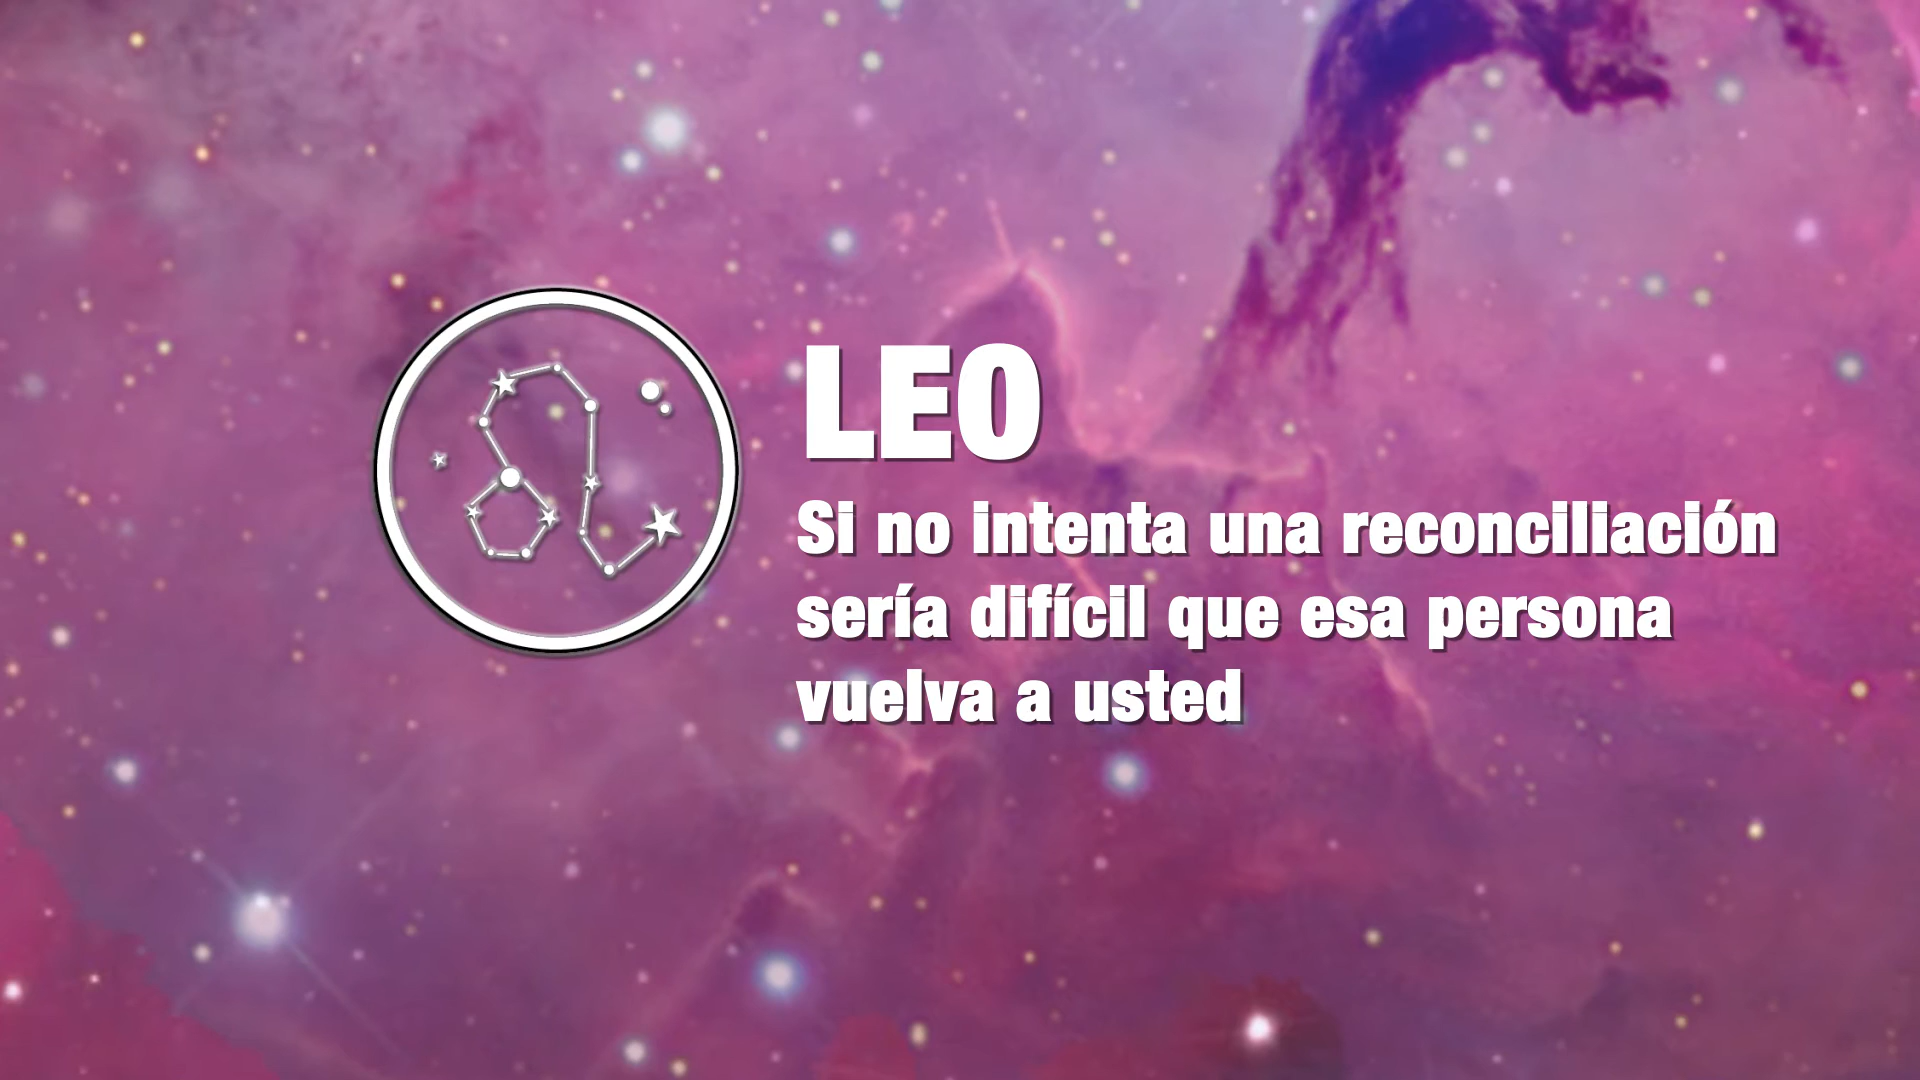 LEO
Si no intenta una reconciliación
sería difícil que esa persona
vuelva a usted